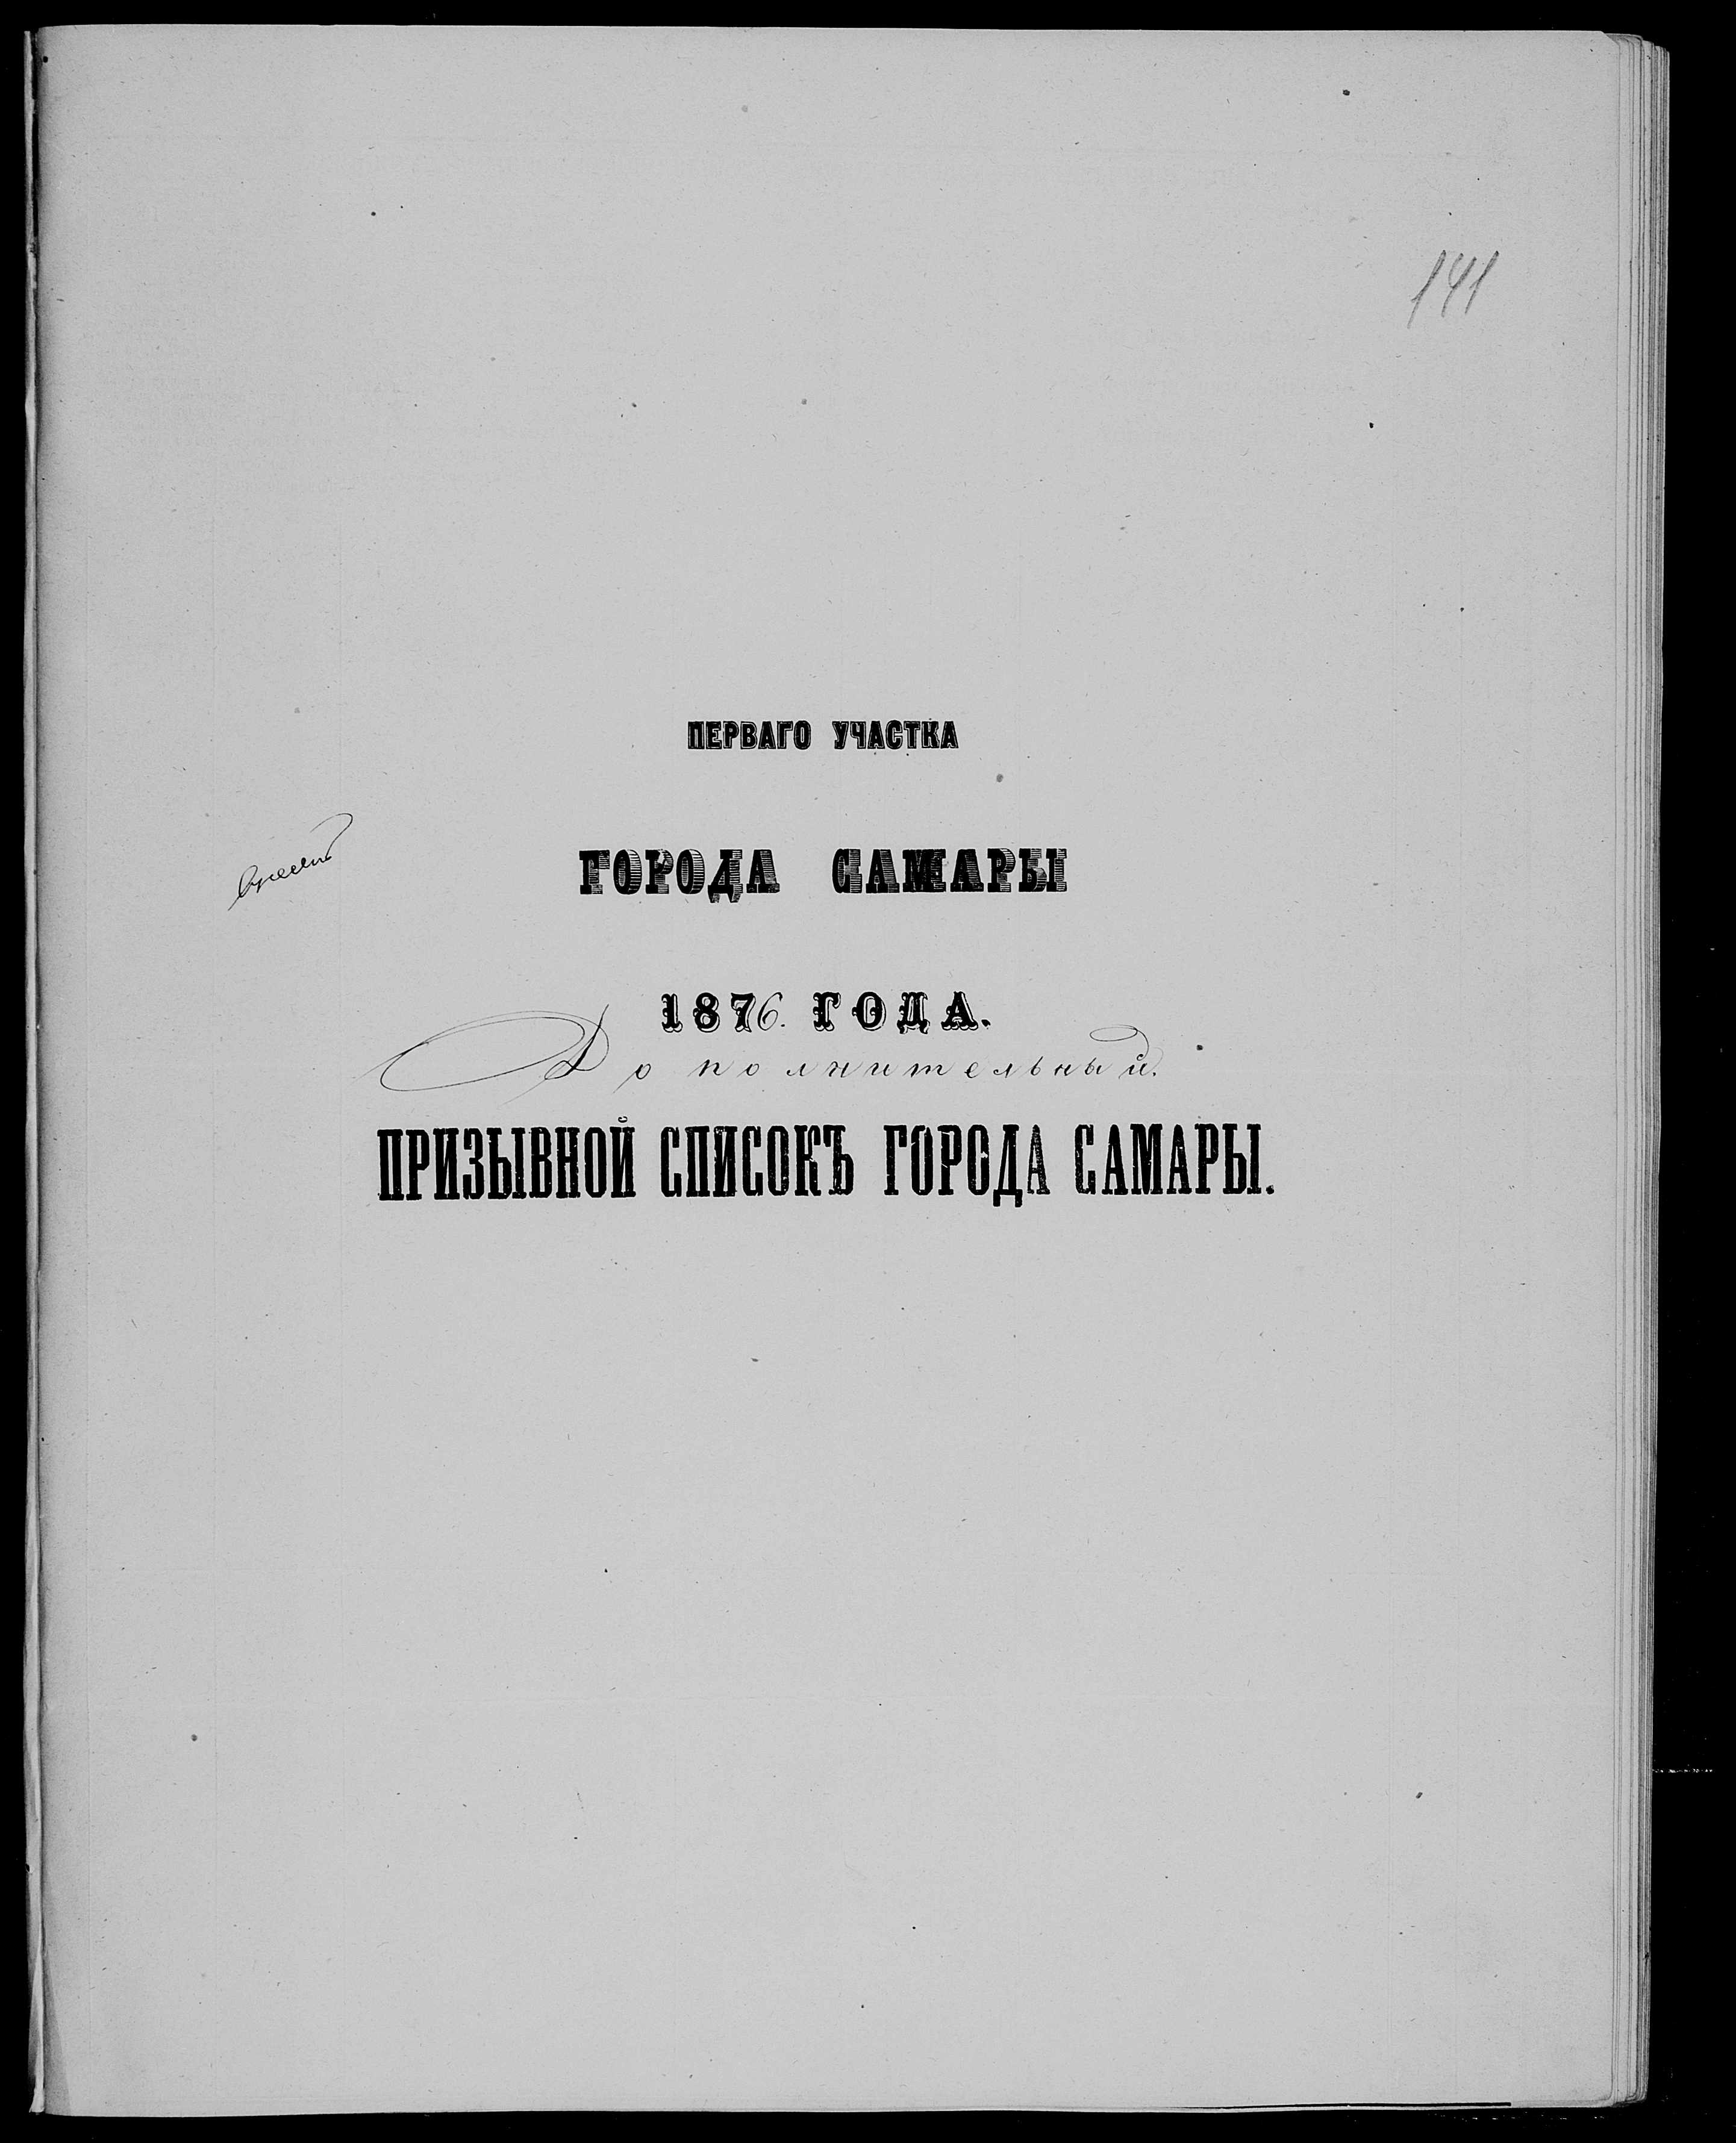 141
ПЕРВАГО УЧАСТКА
ГОРОДА САМАРЫ
1876. ГОДА.
Дополнительный.
ПРИЗЫВНОЙ СПИСОКЪ ГОРОДА САМАРЫ.